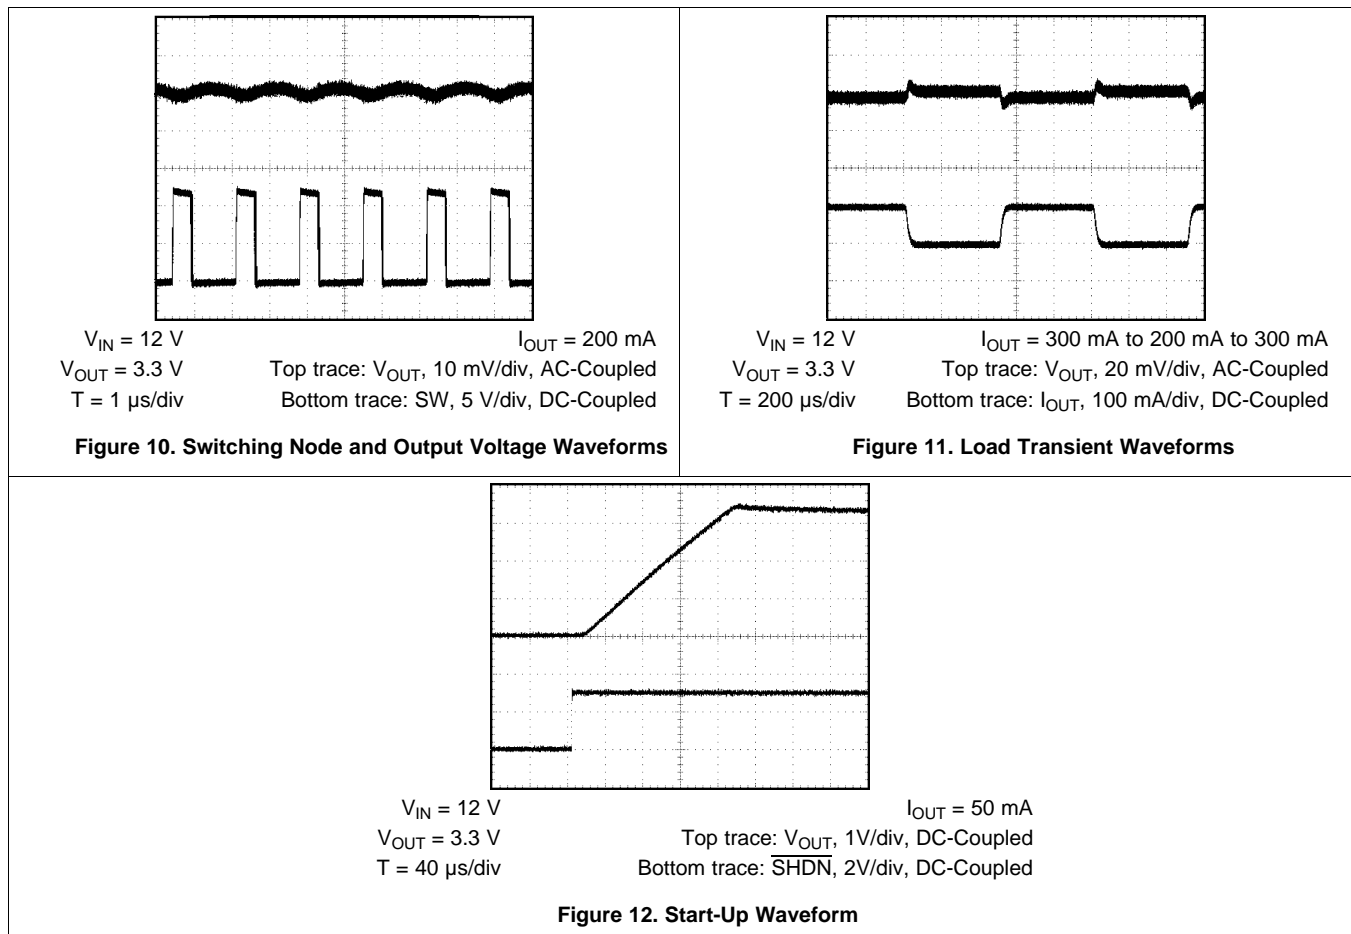 V_IN = 12 V
I_OUT = 200 mA
V_OUT = 3.3 V
Top trace: V_OUT, 10 mV/div, AC-Coupled
T = 1 µs/div
Bottom trace: SW, 5 V/div, DC-Coupled
Figure 10. Switching Node and Output Voltage Waveforms
V_IN = 12 V
I_OUT = 300 mA to 200 mA to 300 mA
V_OUT = 3.3 V
Top trace: V_OUT, 20 mV/div, AC-Coupled
T = 200 µs/div
Bottom trace: I_OUT, 100 mA/div, DC-Coupled
Figure 11. Load Transient Waveforms
V_IN = 12 V
I_OUT = 50 mA
V_OUT = 3.3 V
Top trace: V_OUT, 1V/div, DC-Coupled
T = 40 µs/div
Bottom trace: S̅H̅D̅N̅, 2V/div, DC-Coupled
Figure 12. Start-Up Waveform